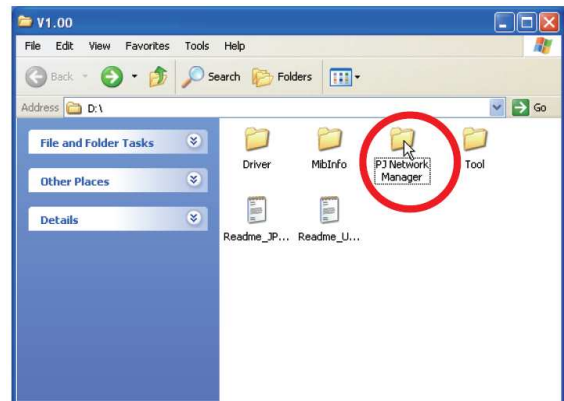 V1.00
File Edit View Favorites Tools Help
Back Search Folders
Address D:\ Go
File and Folder Tasks
Other Places
Details
Driver MibInfo PJ Network Manager Tool
Readme_JP... Readme_U...